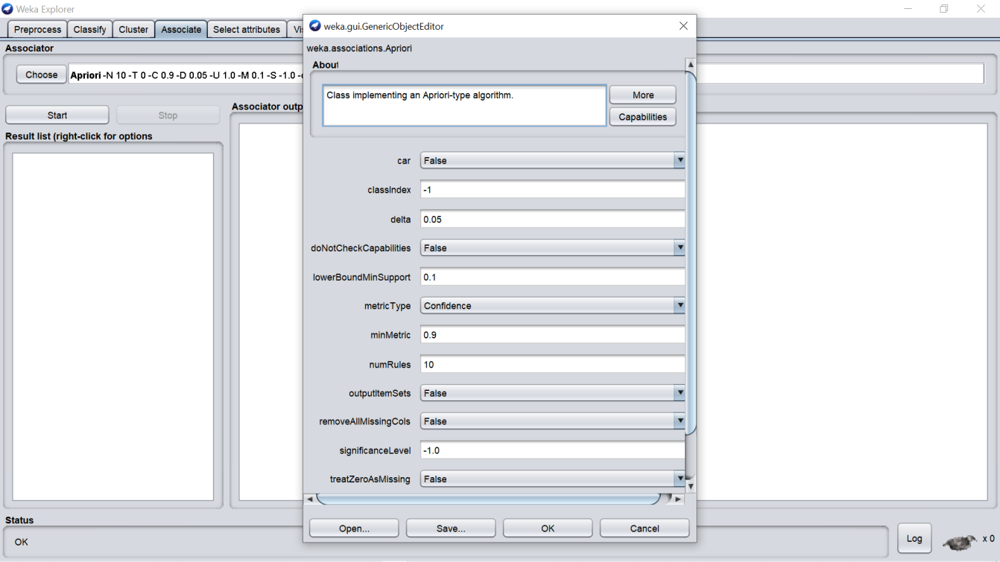 Weka Explorer
Preprocess Classify Cluster Associate Select attributes
Associator
Choose Apriori -N 10 -T 0 -C 0.9 -D 0.05 -U 1.0 -M 0.1 -S -1.0
Start Stop
Associator outp
Result list (right-click for options
weka.gui.GenericObjectEditor
weka.associations.Apriori
About
Class implementing an Apriori-type algorithm.
More
Capabilities
car False
classIndex -1
delta 0.05
doNotCheckCapabilities False
lowerBoundMinSupport 0.1
metricType Confidence
minMetric 0.9
numRules 10
outputItemSets False
removeAllMissingCols False
significanceLevel -1.0
treatZeroAsMissing False
Open... Save... OK Cancel
Status
OK
Log x 0